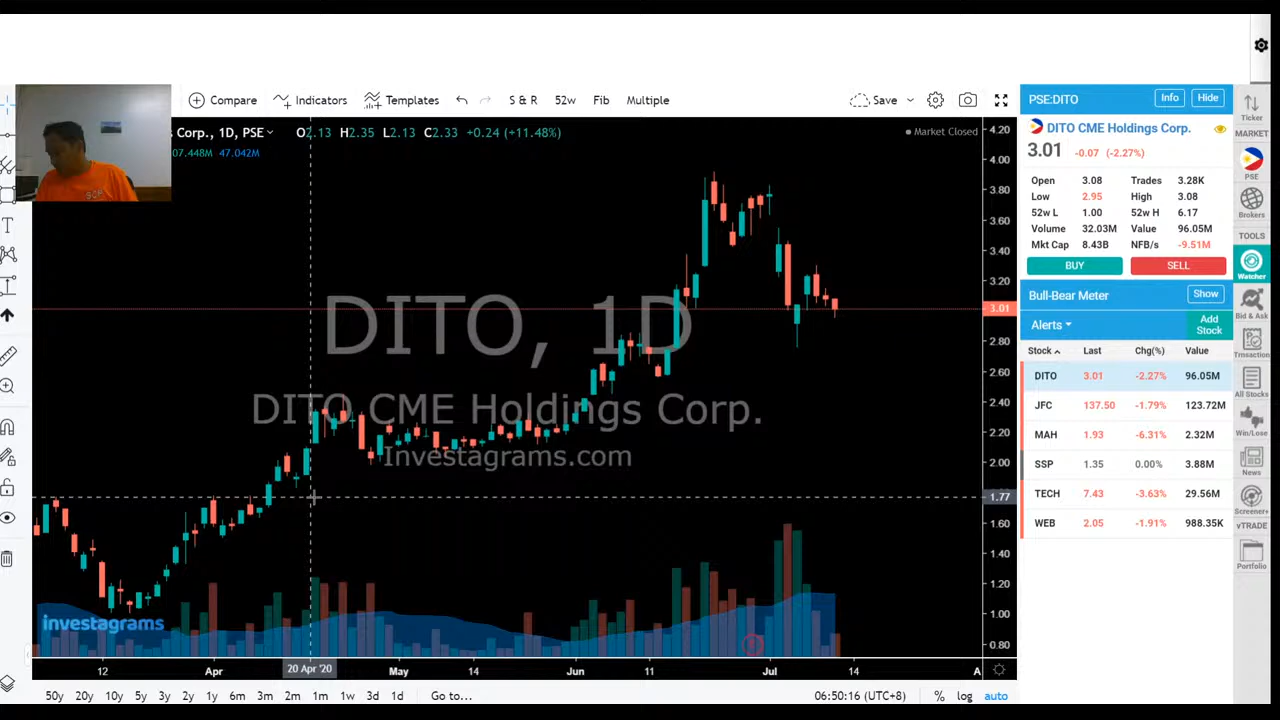 Compare Indicators Templates S & R 52w Fib Multiple Save
Corp., 1D, PSE O2.13 H2.35 L2.13 C2.33 +0.24 (+11.48%) Market Closed
07.448M 47.042M
DITO, 1D
DITO CME Holdings Corp.
Investagrams.com
investagrams
4.20
4.00
3.80
3.60
3.40
3.20
3.01
2.80
2.60
2.40
2.20
2.00
1.77
1.60
1.40
1.20
1.00
0.80
12 Apr 20 Apr '20 May 14 Jun 11 Jul 14 A
50y 20y 10y 5y 3y 2y 1y 6m 3m 2m 1m 1w 3d 1d Go to... 06:50:16 (UTC+8) % log auto
PSE:DITO Info Hide
DITO CME Holdings Corp.
3.01 -0.07 (-2.27%)
Open 3.08 Trades 3.28K
Low 2.95 High 3.08
52w L 1.00 52w H 6.17
Volume 32.03M Value 96.05M
Mkt Cap 8.43B NFB/s -9.51M
BUY SELL
Bull-Bear Meter Show
Alerts Add Stock
Stock Last Chg(%) Value
DITO 3.01 -2.27% 96.05M
JFC 137.50 -1.79% 123.72M
MAH 1.93 -6.31% 2.32M
SSP 1.35 0.00% 3.88M
TECH 7.43 -3.63% 29.56M
WEB 2.05 -1.91% 988.35K
Ticker
MARKET
PSE
Brokers
TOOLS
Watcher
Bid & Ask
Trnsaction
All Stocks
Win/Lose
News
Screener+
vTRADE
Portfolio